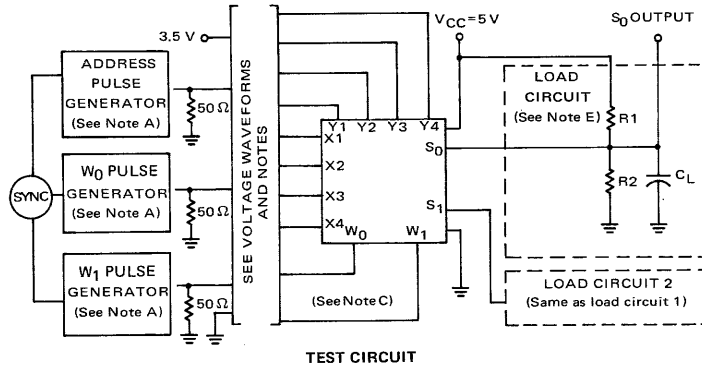 3.5 V
VCC=5V
S0 OUTPUT
ADDRESS
PULSE
GENERATOR
(See Note A)
50 Ω
W0 PULSE
GENERATOR
(See Note A)
50 Ω
SYNC
W1 PULSE
GENERATOR
(See Note A)
50 Ω
SEE VOLTAGE WAVEFORMS
AND NOTES
Y1 Y2 Y3 Y4
X1
X2
X3
X4
W0 W1
S0
S1
(See Note C)
LOAD
CIRCUIT
(See Note E)
R1
R2
CL
LOAD CIRCUIT 2
(Same as load circuit 1)
TEST CIRCUIT